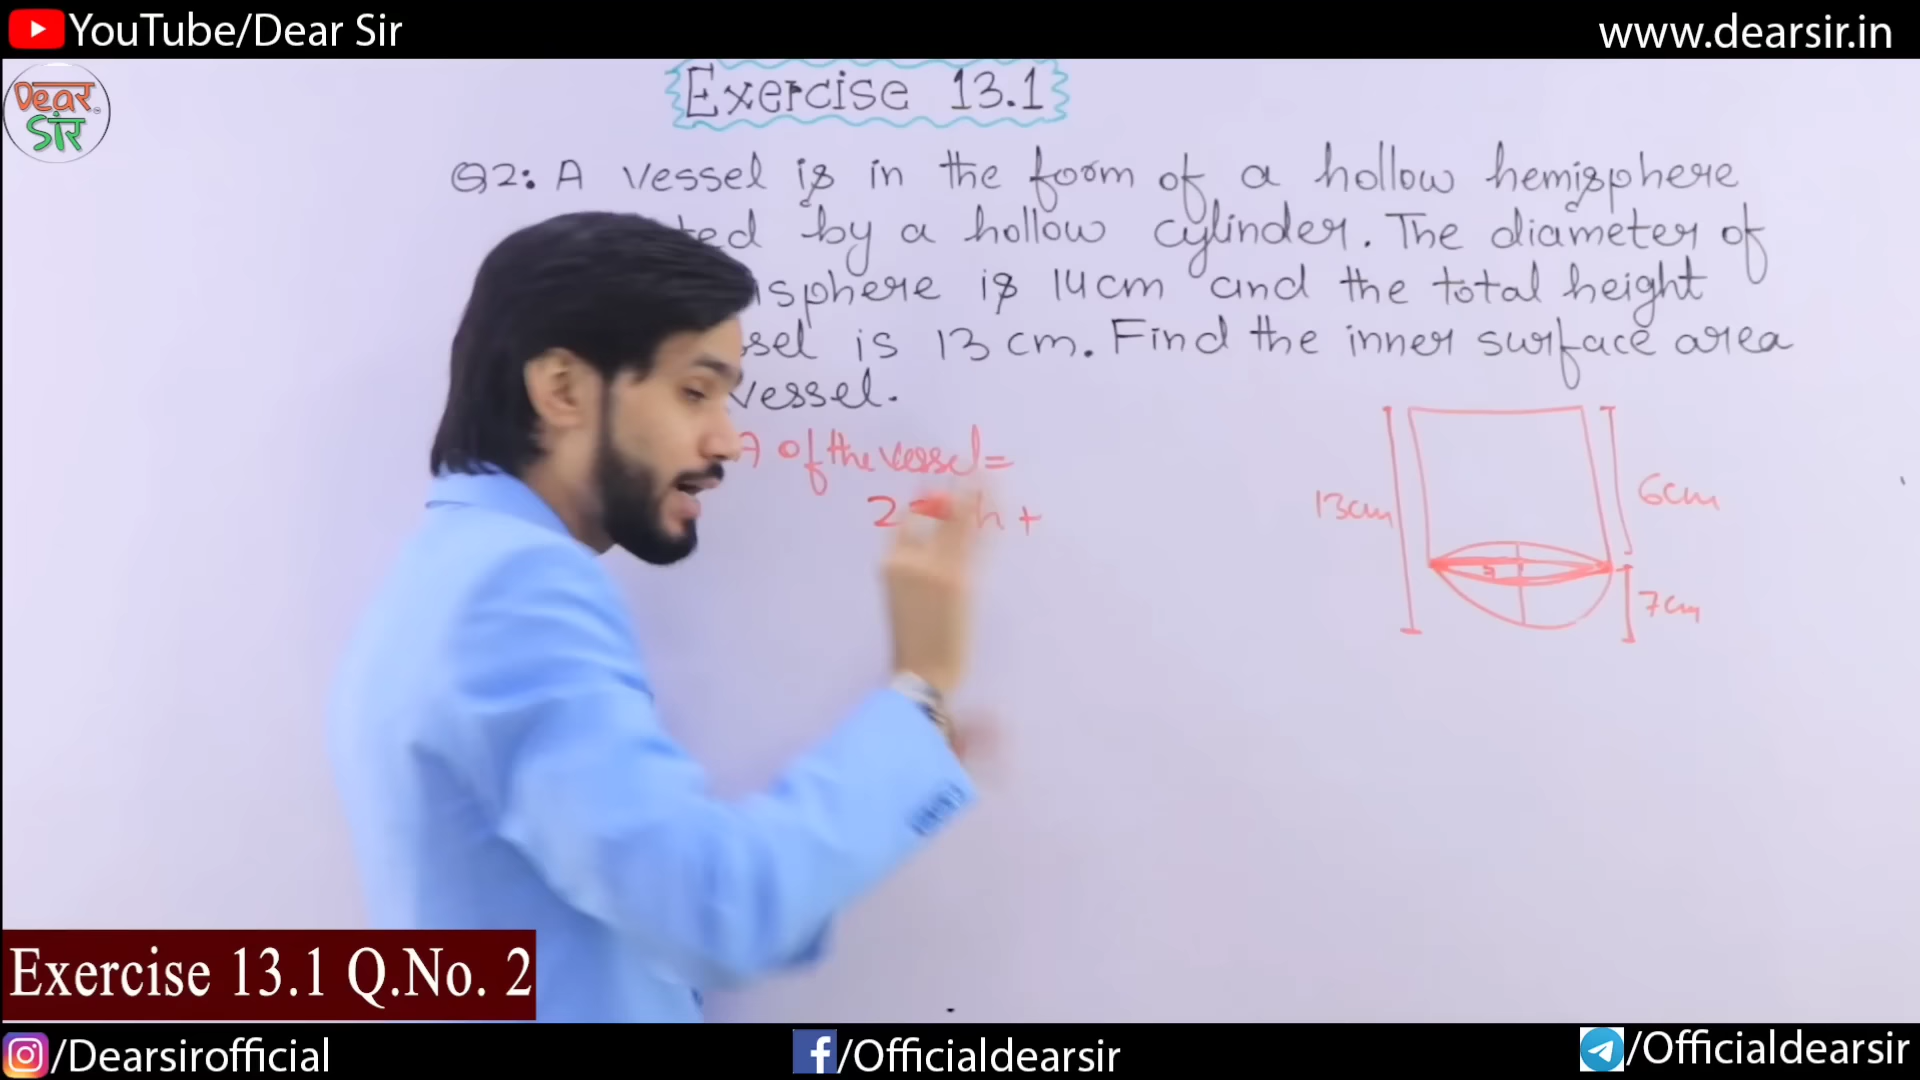 YouTube/Dear Sir
www.dearsir.in
Dear
सर
Exercise 13.1
Q2: A vessel is in the form of a hollow hemisphere
by a hollow cylinder. The diameter of
is 14cm and the total height
is 13 cm. Find the inner surface area
vessel.
of the vessel =
2 h +
13cm
6cm
7cm
Exercise 13.1 Q.No. 2
/Dearsirofficial
/Officialdearsir
/Officialdearsir